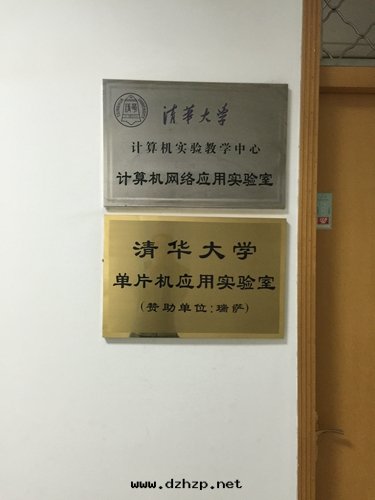 清华大学
计算机实验教学中心
计算机网络应用实验室
清华大学
单片机应用实验室
(赞助单位:瑞萨)
www.dzhzp.net